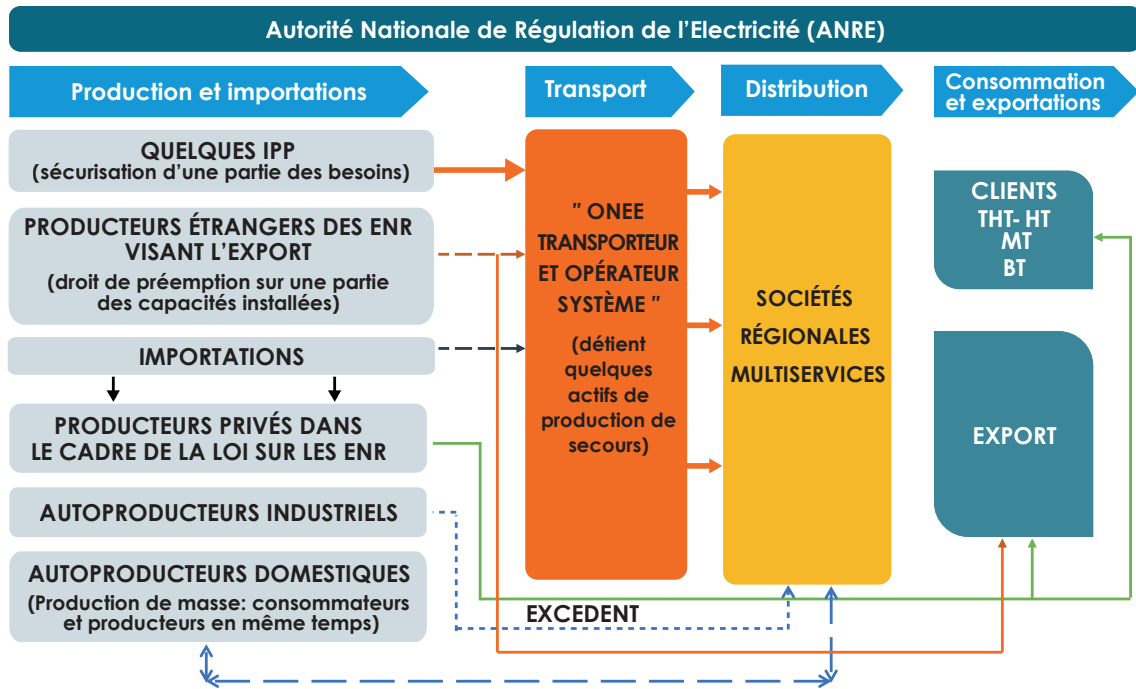 Autorité Nationale de Régulation de l'Electricité (ANRE)
Production et importations
Transport
Distribution
Consommation
et exportations
QUELQUES IPP
(sécurisation d'une partie des besoins)
PRODUCTEURS ÉTRANGERS DES ENR
VISANT L'EXPORT
(droit de préemption sur une partie
des capacités installées)
IMPORTATIONS
PRODUCTEURS PRIVÉS DANS
LE CADRE DE LA LOI SUR LES ENR
AUTOPRODUCTEURS INDUSTRIELS
AUTOPRODUCTEURS DOMESTIQUES
(Production de masse: consommateurs
et producteurs en même temps)
" ONEE
TRANSPORTEUR
ET OPÉRATEUR
SYSTÈME "
(détient
quelques
actifs de
production de
secours)
SOCIÉTÉS
RÉGIONALES
MULTISERVICES
CLIENTS
THT- HT
MT
BT
EXPORT
EXCEDENT